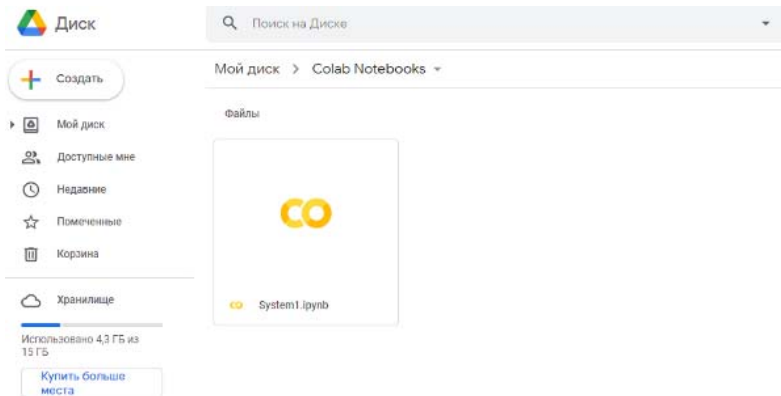 Диск
Поиск на Диске
Создать
Мой диск > Colab Notebooks
Мой диск
Доступные мне
Недавние
Помеченные
Корзина
Хранилище
Использовано 4,3 ГБ из
15 ГБ
Купить больше
места
Файлы
System1.ipynb